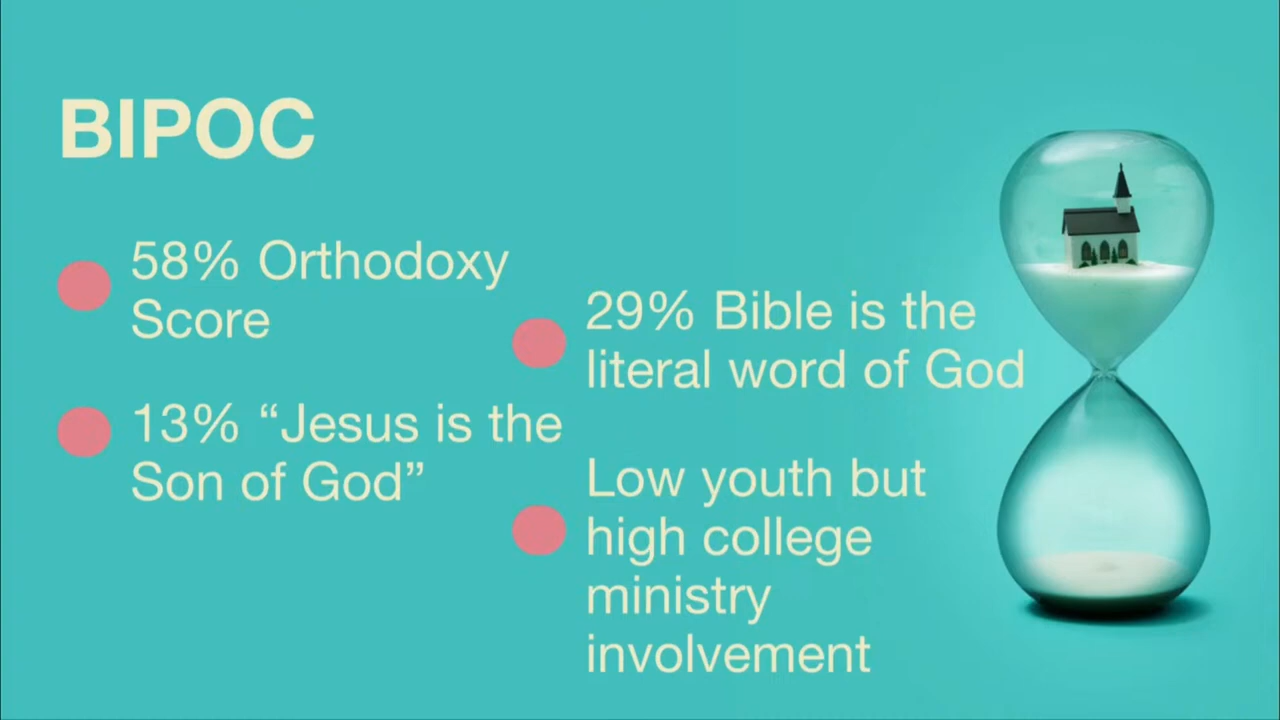 BIPOC
58% Orthodoxy
Score
13% “Jesus is the
Son of God”
29% Bible is the
literal word of God
Low youth but
high college
ministry
involvement